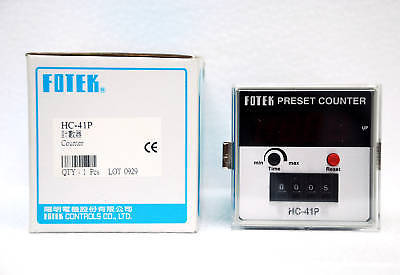 FOTEK®
HC-41P
計數器
Counter
CE
QTY : 1 Pcs LOT 0929
陽明電機股份有限公司
FOTEK CONTROLS CO., LTD.
FOTEK PRESET COUNTER
UP
min max
Time
Reset
0 0 0 5
HC-41P